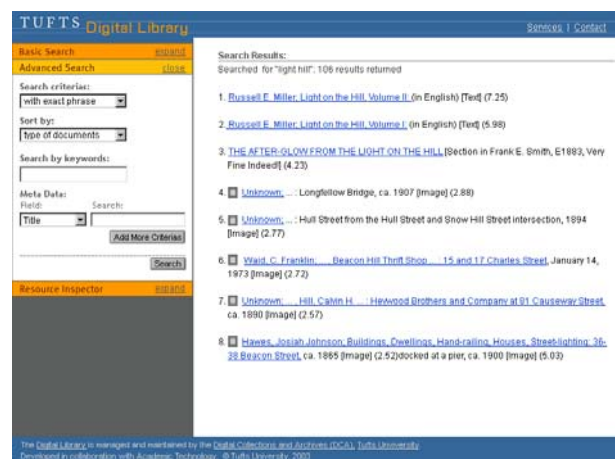 TUFTS Digital Library
Services | Contact
Basic Search expand
Advanced Search close
Search criterias:
with exact phrase
Sort by:
type of documents
Search by keywords:
Meta Data:
Field: Search:
Title
Add More Criterias
Search
Resource Inspector expand
Search Results:
Searched for "light hill". 106 results returned
1. Russell E. Miller; Light on the Hill, Volume II; (in English) [Text] (7.25)
2. Russell E. Miller; Light on the Hill, Volume I; (in English) [Text] (5.98)
3. THE AFTER-GLOW FROM THE LIGHT ON THE HILL [Section in Frank E. Smith, E1883, Very
Fine Indeed!] (4.23)
4. Unknown; ... : Longfellow Bridge, ca. 1907 [Image] (2.88)
5. Unknown; ... : Hull Street from the Hull Street and Snow Hill Street intersection, 1894
[Image] (2.77)
6. Waid, C. Franklin; ... , Beacon Hill Thrift Shop ... : 15 and 17 Charles Street, January 14,
1973 [Image] (2.72)
7. Unknown; ... , Hill, Calvin H. ... : Heywood Brothers and Company at 81 Causeway Street,
ca. 1890 [Image] (2.57)
8. Hawes, Josiah Johnson; Buildings, Dwellings, Hand-railing, Houses, Street-lighting; 36-
38 Beacon Street, ca. 1865 [Image] (2.52)docked at a pier, ca. 1900 [Image] (5.03)
The Digital Library is managed and maintained by the Digital Collections and Archives (DCA), Tufts University.
Developed in collaboration with Academic Technology. © Tufts University, 2003